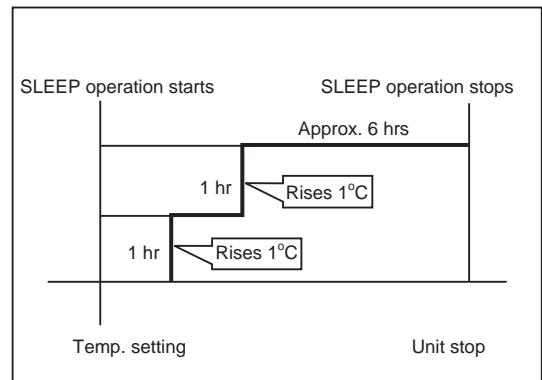 SLEEP operation starts
SLEEP operation stops
Approx. 6 hrs
1 hr
Rises 1°C
1 hr
Rises 1°C
Temp. setting
Unit stop